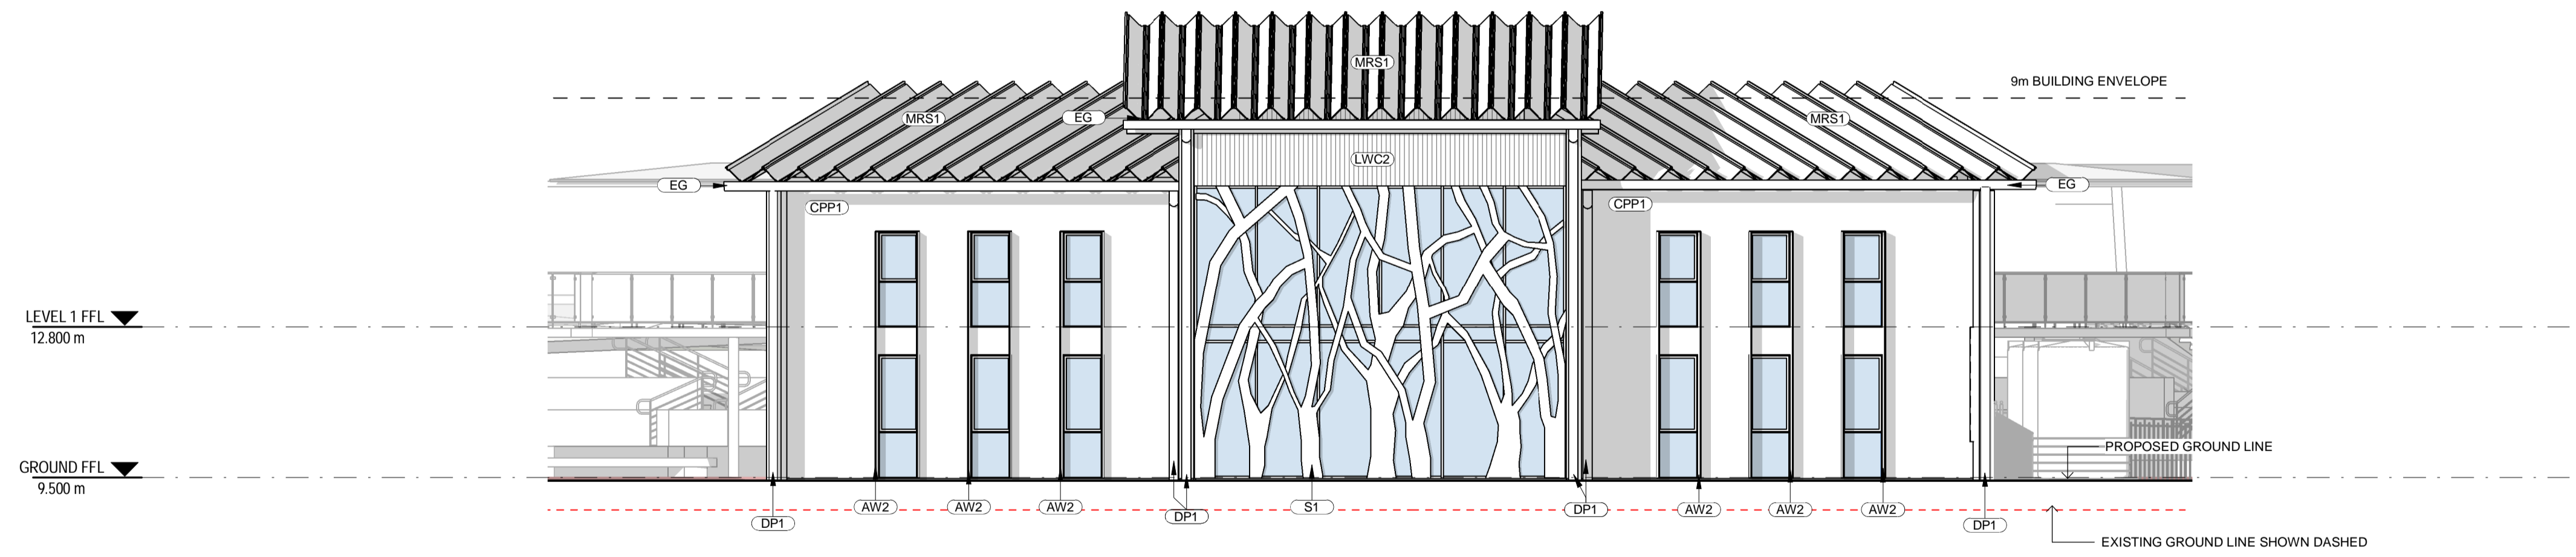 MRS1
9m BUILDING ENVELOPE
MRS1
EG
MRS1
LWC2
EG
EG
CPP1
CPP1
LEVEL 1 FFL
12.800 m
PROPOSED GROUND LINE
GROUND FFL
9.500 m
AW2
AW2
AW2
S1
AW2
AW2
AW2
DP1
DP1
DP1
DP1
EXISTING GROUND LINE SHOWN DASHED